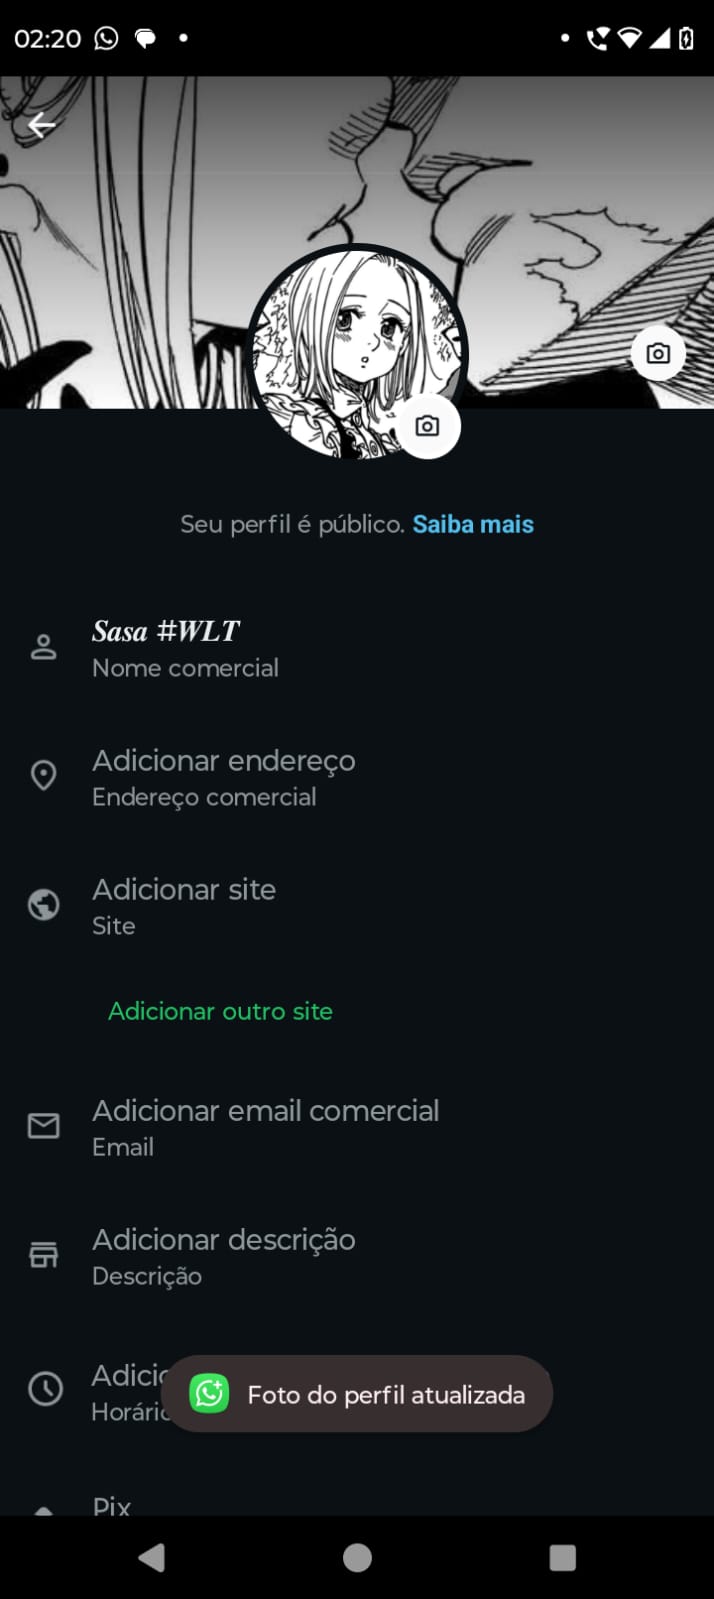 02:20
Seu perfil é público. Saiba mais
Sasa #WLT
Nome comercial
Adicionar endereço
Endereço comercial
Adicionar site
Site
Adicionar outro site
Adicionar email comercial
Email
Adicionar descrição
Descrição
Foto do perfil atualizada
Pix